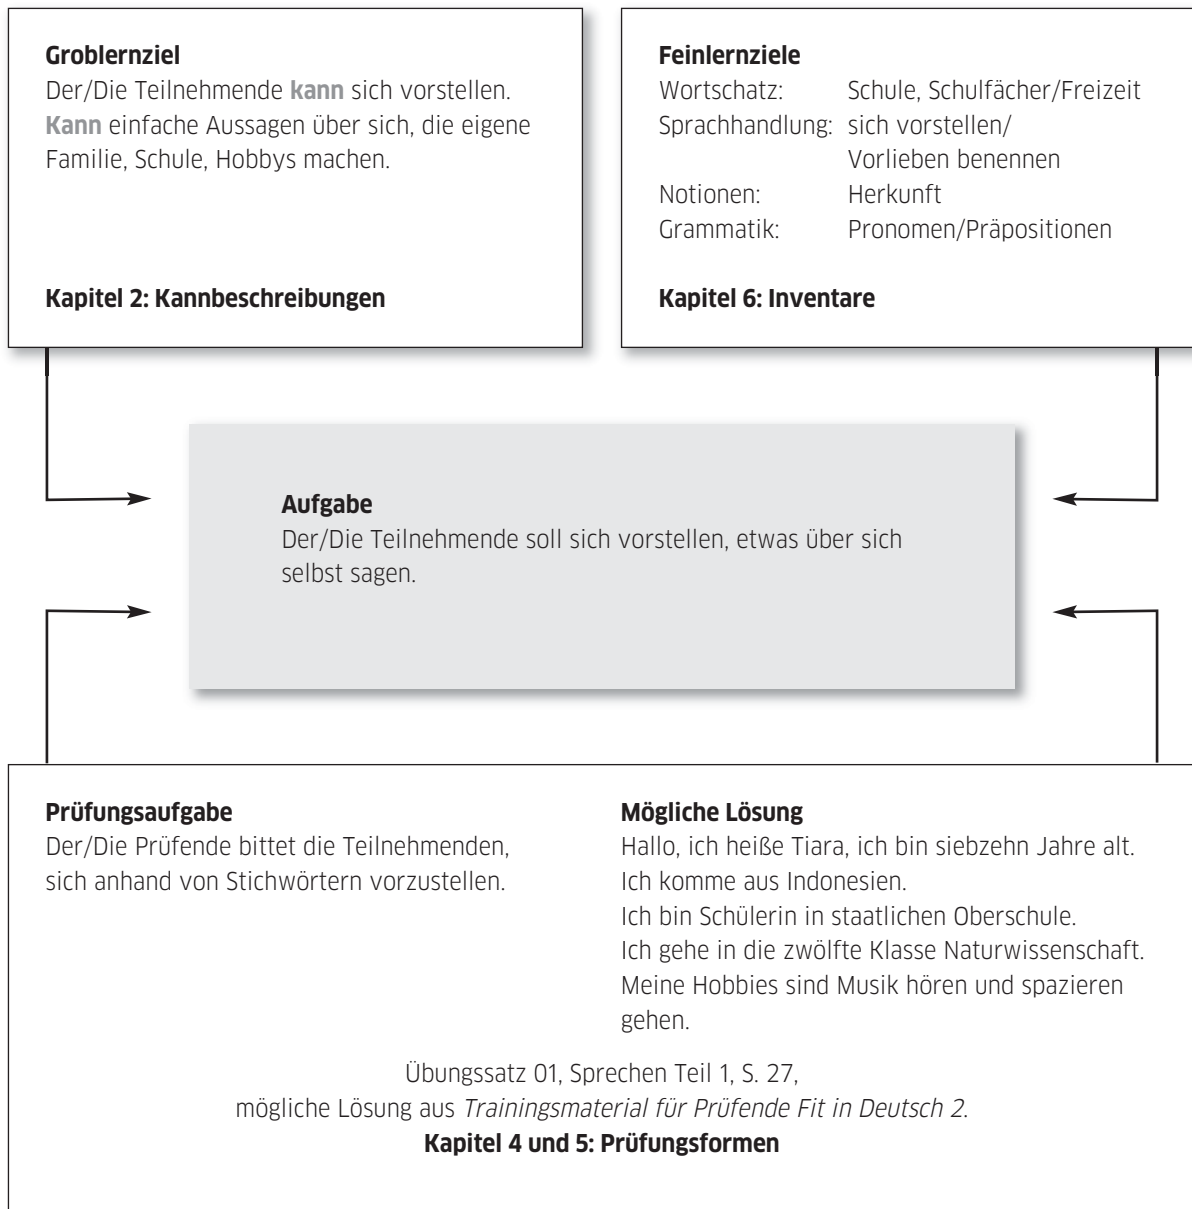 Groblernziel
Der/Die Teilnehmende kann sich vorstellen.
Kann einfache Aussagen über sich, die eigene
Familie, Schule, Hobbys machen.
Kapitel 2: Kannbeschreibungen
Feinlernziele
Wortschatz: Schule, Schulfächer/Freizeit
Sprachhandlung: sich vorstellen/
Vorlieben benennen
Notionen: Herkunft
Grammatik: Pronomen/Präpositionen
Kapitel 6: Inventare
Aufgabe
Der/Die Teilnehmende soll sich vorstellen, etwas über sich
selbst sagen.
Prüfungsaufgabe
Der/Die Prüfende bittet die Teilnehmenden,
sich anhand von Stichwörtern vorzustellen.
Mögliche Lösung
Hallo, ich heiße Tiara, ich bin siebzehn Jahre alt.
Ich komme aus Indonesien.
Ich bin Schülerin in staatlichen Oberschule.
Ich gehe in die zwölfte Klasse Naturwissenschaft.
Meine Hobbies sind Musik hören und spazieren
gehen.
Übungssatz 01, Sprechen Teil 1, S. 27,
mögliche Lösung aus Trainingsmaterial für Prüfende Fit in Deutsch 2.
Kapitel 4 und 5: Prüfungsformen